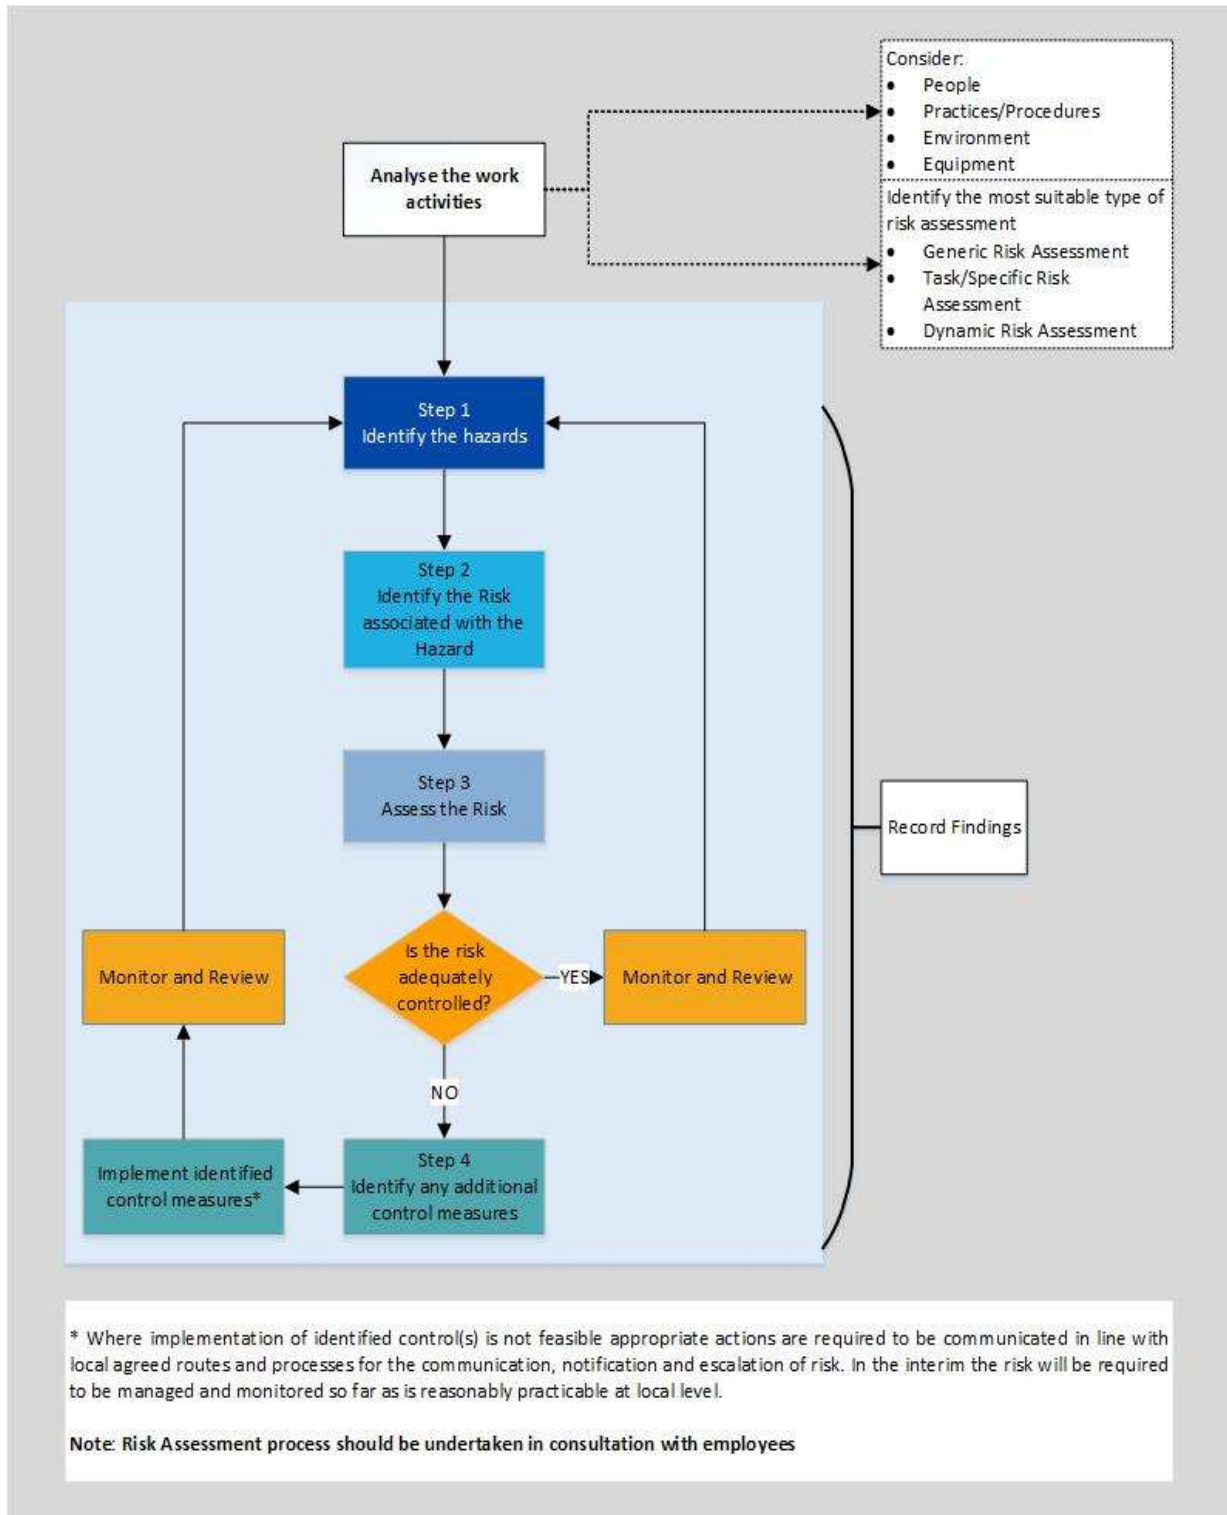 Consider:
• People
• Practices/Procedures
• Environment
• Equipment
Analyse the work
activities
Identify the most suitable type of
risk assessment
• Generic Risk Assessment
• Task/Specific Risk
Assessment
• Dynamic Risk Assessment
Step 1
Identify the hazards
Step 2
Identify the Risk
associated with the
Hazard
Step 3
Assess the Risk
Record Findings
Monitor and Review
Is the risk
adequately
controlled?
YES
Monitor and Review
NO
Implement identified
control measures*
Step 4
Identify any additional
control measures
* Where implementation of identified control(s) is not feasible appropriate actions are required to be communicated in line with
local agreed routes and processes for the communication, notification and escalation of risk. In the interim the risk will be required
to be managed and monitored so far as is reasonably practicable at local level.
Note: Risk Assessment process should be undertaken in consultation with employees